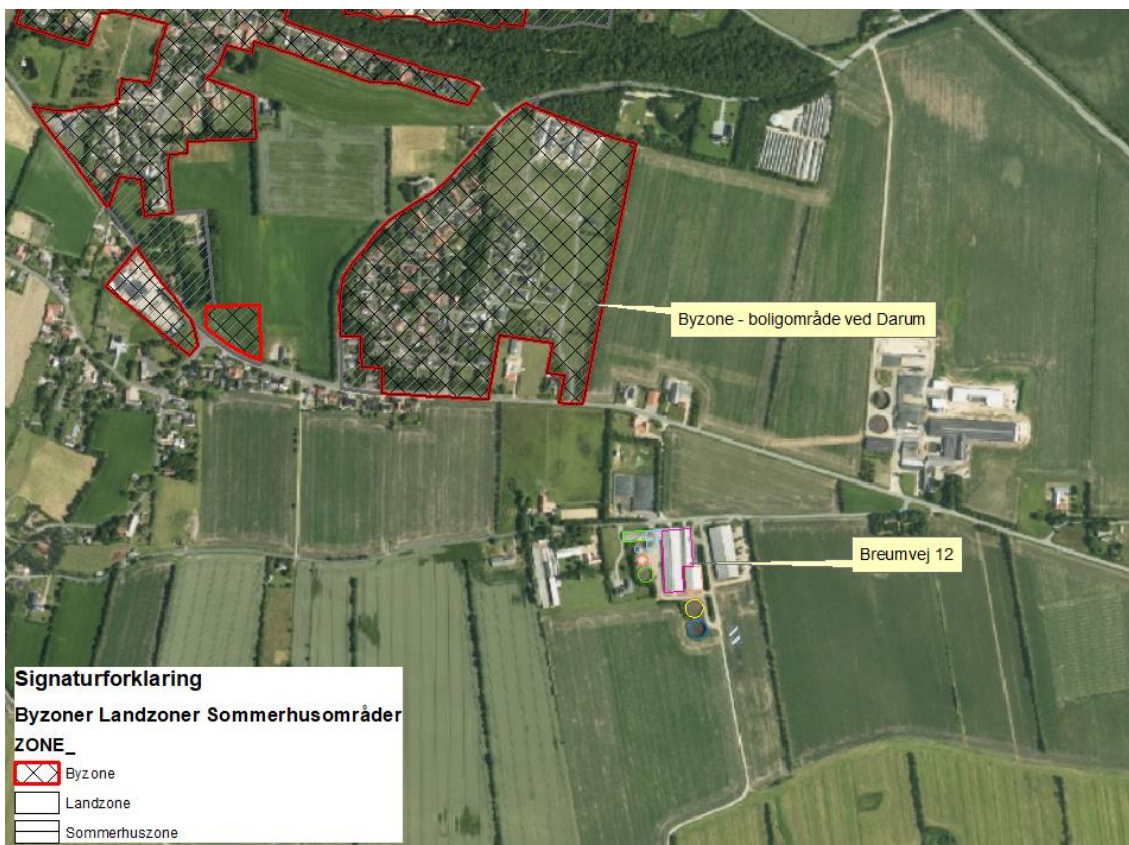 Byzone - boligområde ved Darum
Breumvej 12
Signaturforklaring
Byzoner Landzoner Sommerhusområder
ZONE_
Byzone
Landzone
Sommerhuszone